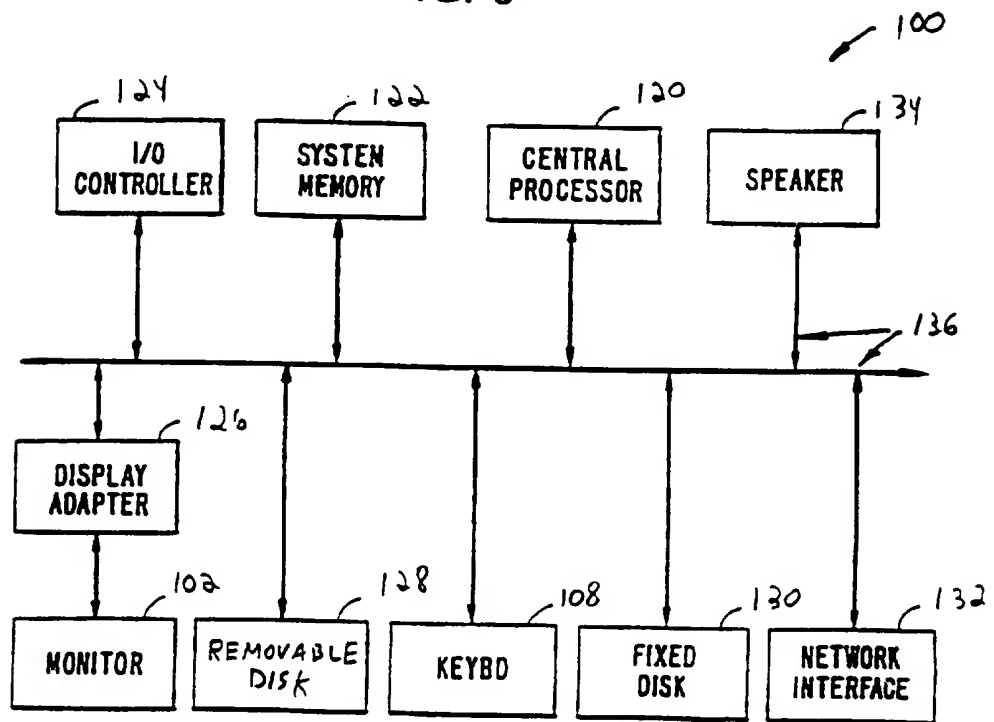 100
124
122
120
134
I/O
CONTROLLER
SYSTEM
MEMORY
CENTRAL
PROCESSOR
SPEAKER
136
126
DISPLAY
ADAPTER
102
128
108
130
132
MONITOR
REMOVABLE
DISK
KEYBD
FIXED
DISK
NETWORK
INTERFACE